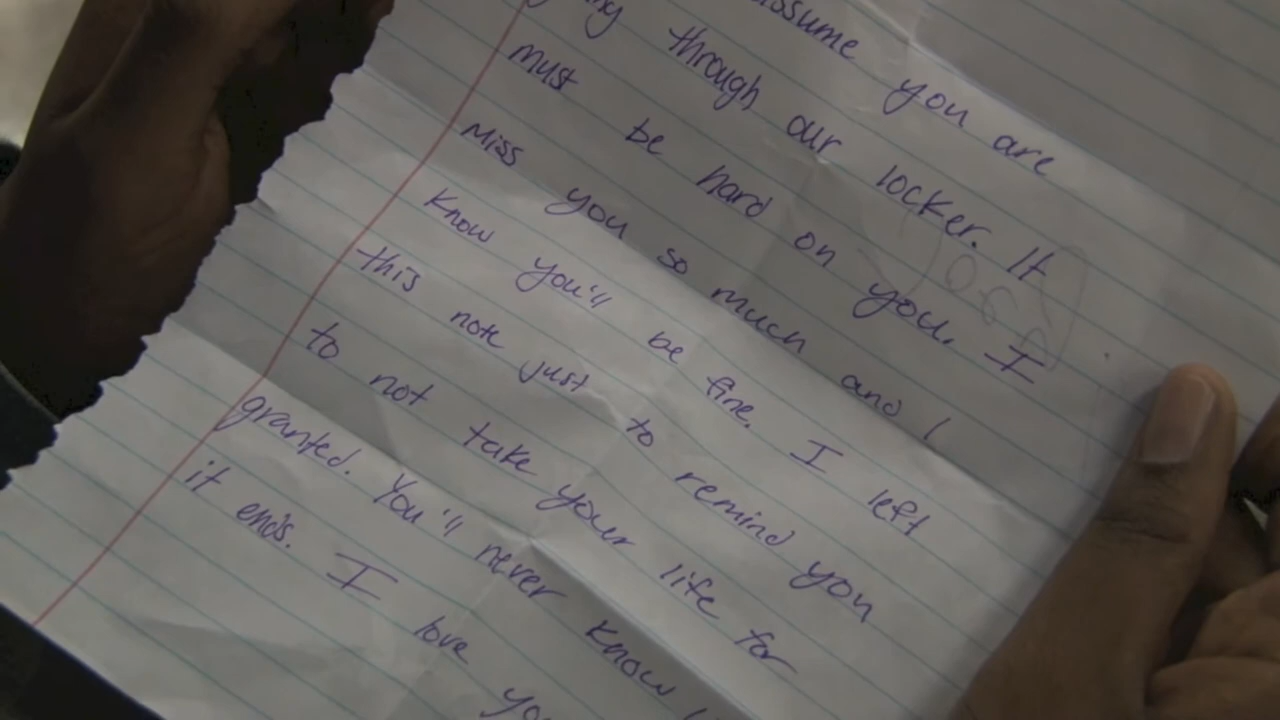 assume you are
through our locker. It
must be hard on you. I
miss you so much and I
know you'll be fine. I left
this note just to remind you
to not take your life for
granted. You'll never know
it ends. I love